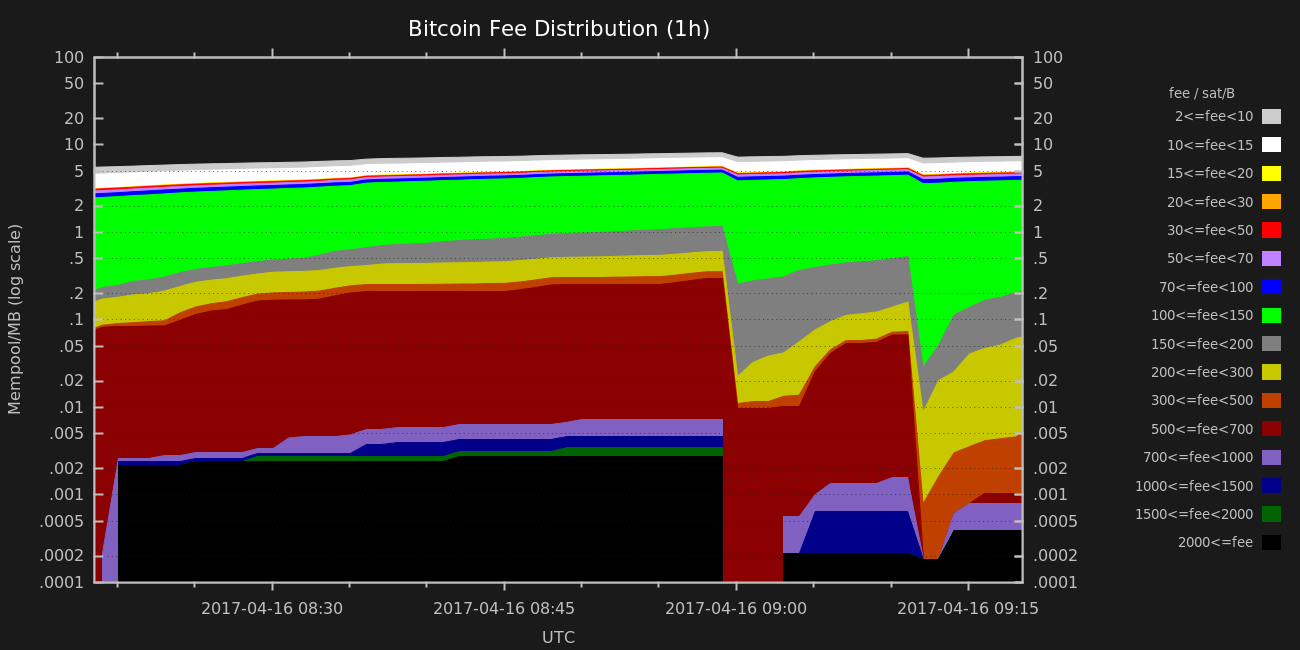 Bitcoin Fee Distribution (1h)
100 100
50 50
20 20
10 10
5 5
2 2
1 1
.5 .5
.2 .2
.1 .1
.05 .05
.02 .02
.01 .01
.005 .005
.002 .002
.001 .001
.0005 .0005
.0002 .0002
.0001 .0001
Mempool/MB (log scale)
2017-04-16 08:30 2017-04-16 08:45 2017-04-16 09:00 2017-04-16 09:15
UTC
fee / sat/B
2<=fee<10
10<=fee<15
15<=fee<20
20<=fee<30
30<=fee<50
50<=fee<70
70<=fee<100
100<=fee<150
150<=fee<200
200<=fee<300
300<=fee<500
500<=fee<700
700<=fee<1000
1000<=fee<1500
1500<=fee<2000
2000<=fee